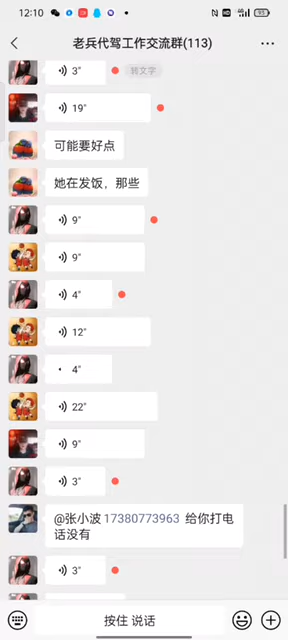 12:10
老兵代驾工作交流群(113)
3"
转文字
19"
可能要好点
她在发饭，那些
9"
9"
4"
12"
4"
22"
9"
3"
@张小波 17380773963 给你打电
话没有
3"
按住 说话